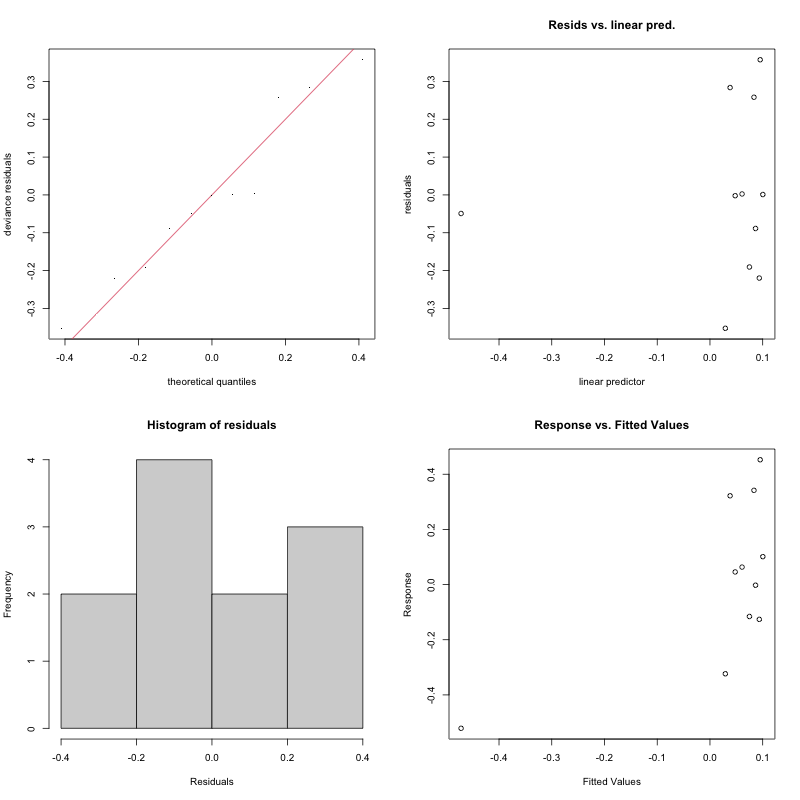 0.3
0.2
0.1
0.0
-0.1
-0.2
-0.3
deviance residuals
-0.4 -0.2 0.0 0.2 0.4
theoretical quantiles
Resids vs. linear pred.
0.3
0.2
0.1
0.0
-0.1
-0.2
-0.3
residuals
-0.4 -0.3 -0.2 -0.1 0.0 0.1
linear predictor
Histogram of residuals
4
3
2
1
0
Frequency
-0.4 -0.2 0.0 0.2 0.4
Residuals
Response vs. Fitted Values
0.4
0.2
0.0
-0.2
-0.4
Response
-0.4 -0.3 -0.2 -0.1 0.0 0.1
Fitted Values